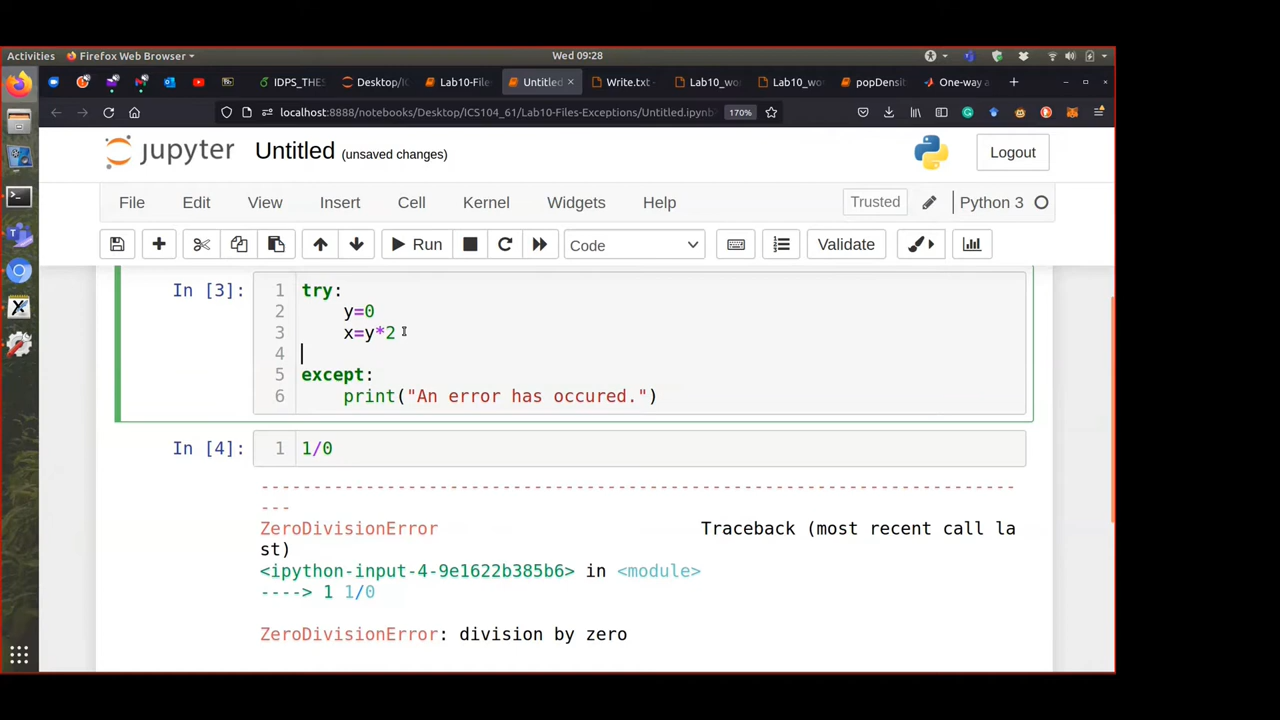 Activities Firefox Web Browser Wed 09:28
IDPS_THES Desktop/IC Lab10-File Untitled Write.txt - Lab10_wo Lab10_wo popDensit One-way a
localhost:8888/notebooks/Desktop/ICS104_61/Lab10-Files-Exceptions/Untitled.ipynb 170%
jupyter Untitled (unsaved changes) Logout
File Edit View Insert Cell Kernel Widgets Help Trusted Python 3
Run Code Validate
In [3]: 1 try:
2 y=0
3 x=y*2
4
5 except:
6 print("An error has occured.")
In [4]: 1 1/0
---------------------------------------------------------------------------
ZeroDivisionError Traceback (most recent call la
st)
<ipython-input-4-9e1622b385b6> in <module>
----> 1 1/0
ZeroDivisionError: division by zero